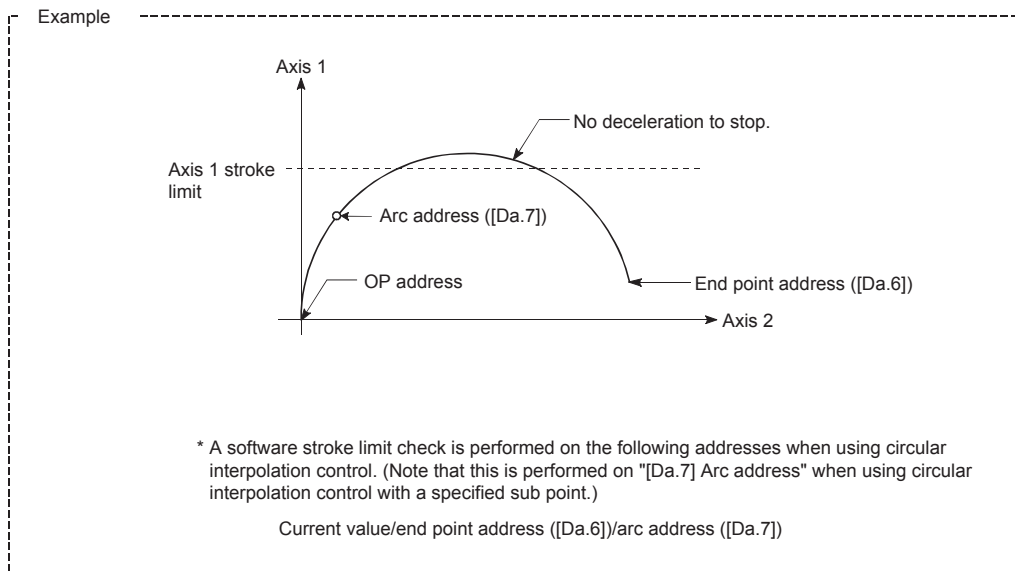 Example
Axis 1
No deceleration to stop.
Axis 1 stroke
limit
Arc address ([Da.7])
OP address
End point address ([Da.6])
Axis 2
* A software stroke limit check is performed on the following addresses when using circular
interpolation control. (Note that this is performed on "[Da.7] Arc address" when using circular
interpolation control with a specified sub point.)
Current value/end point address ([Da.6])/arc address ([Da.7])